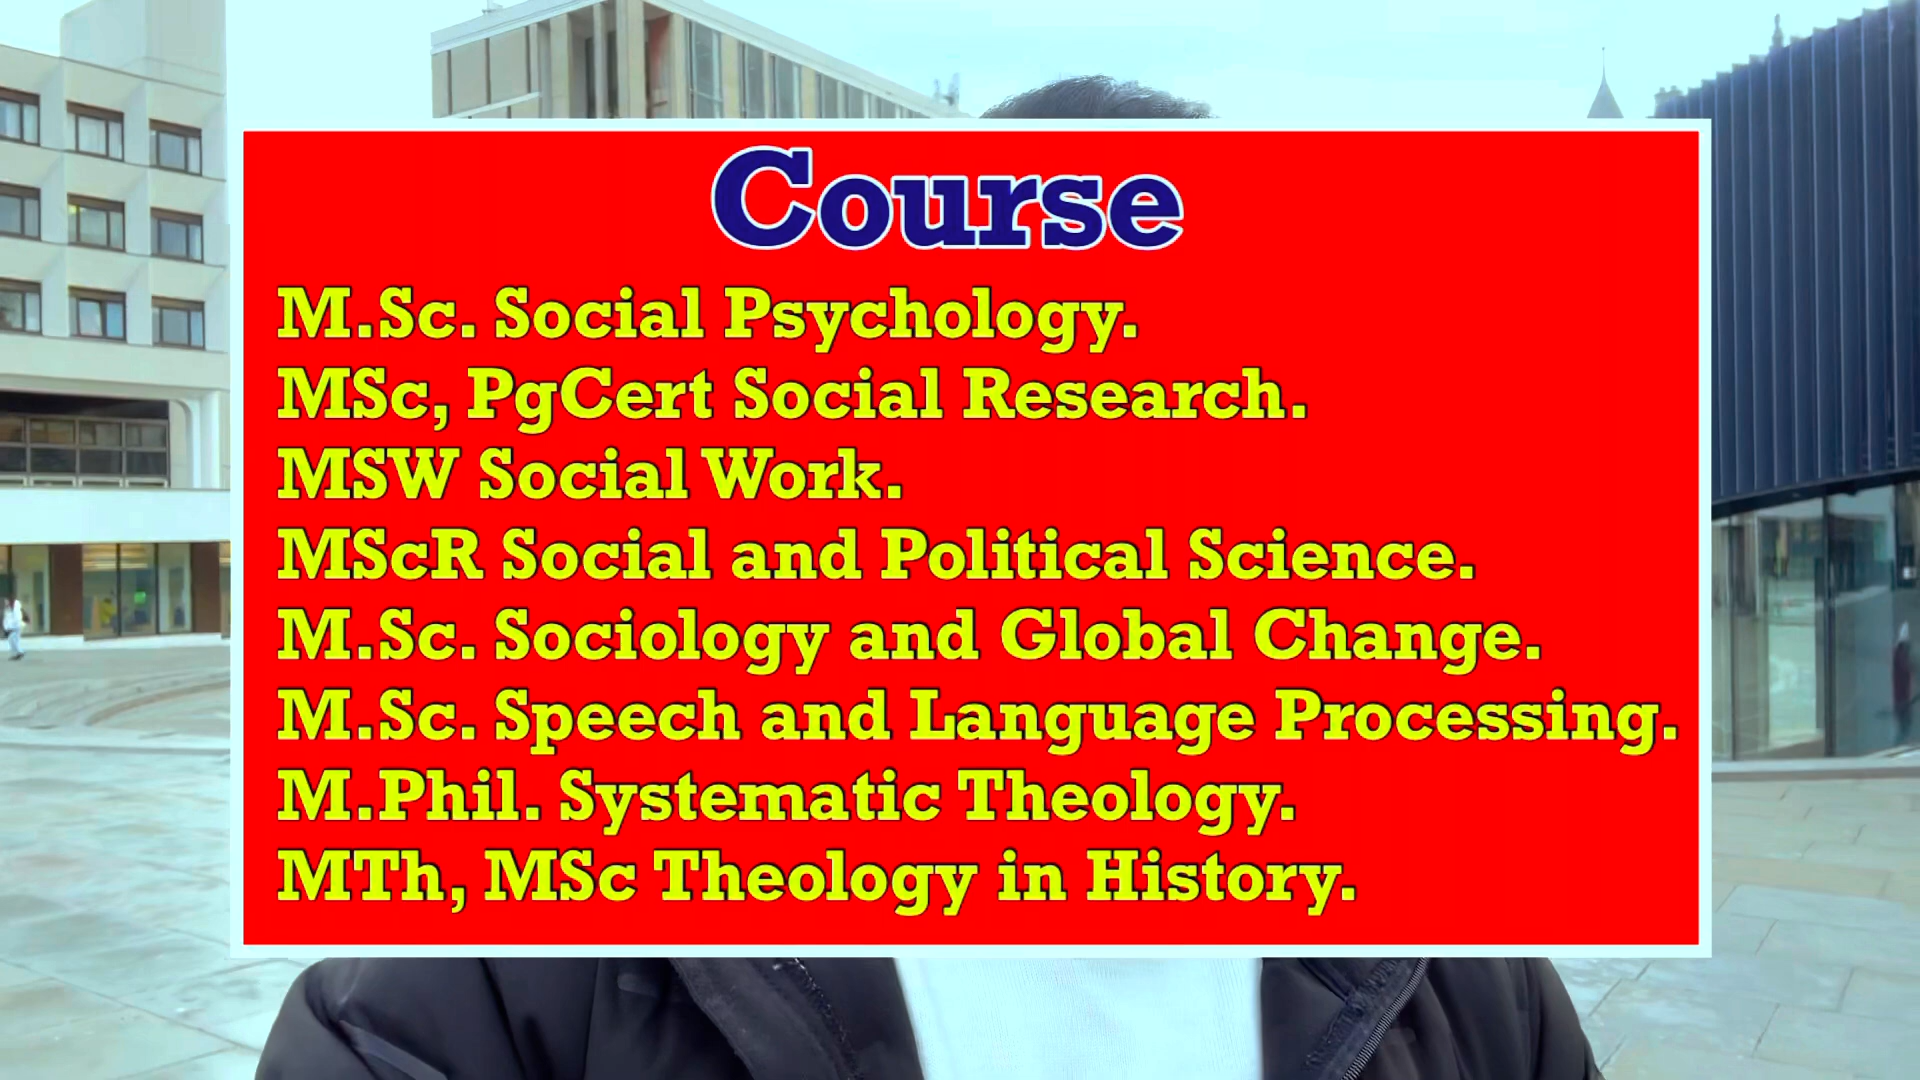 Course
M.Sc. Social Psychology.
MSc, PgCert Social Research.
MSW Social Work.
MScR Social and Political Science.
M.Sc. Sociology and Global Change.
M.Sc. Speech and Language Processing.
M.Phil. Systematic Theology.
MTh, MSc Theology in History.